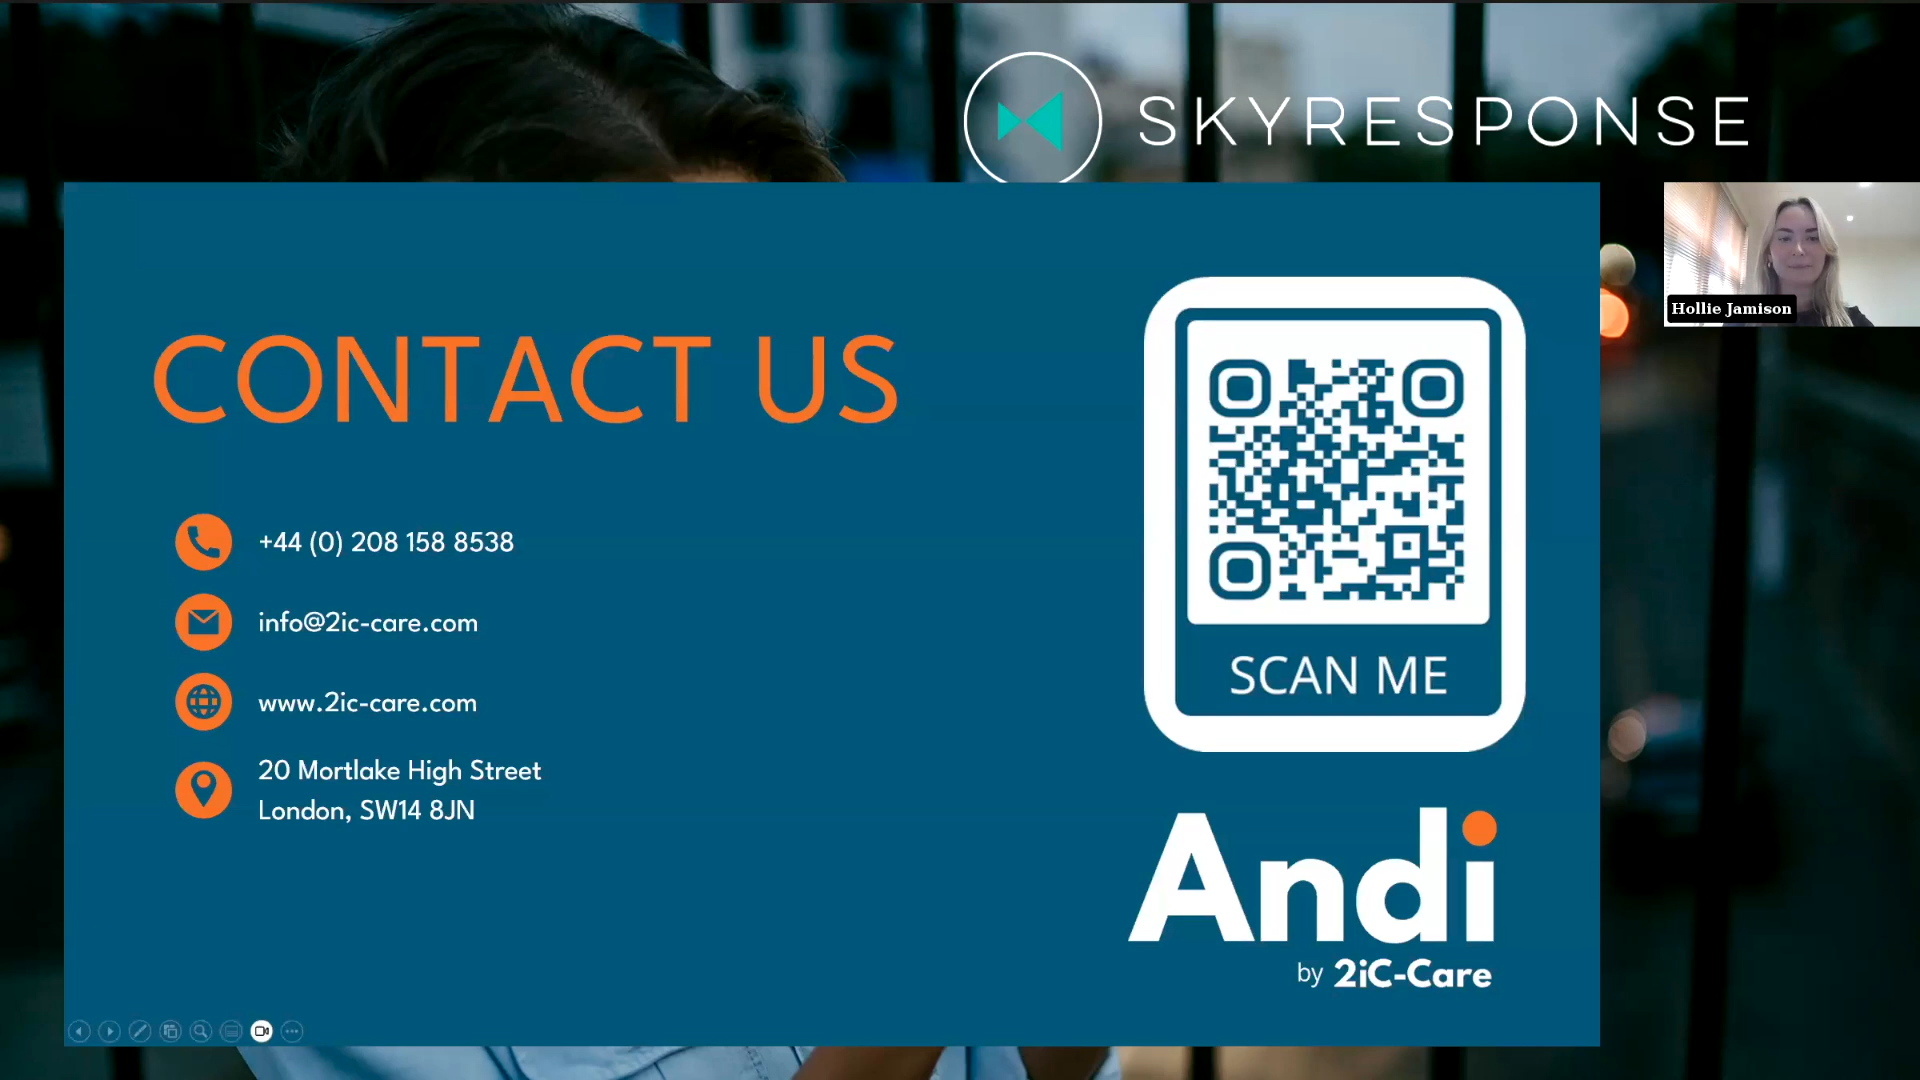 SKYRESPONSE
Hollie Jamison
CONTACT US
+44 (0) 208 158 8538
info@2ic-care.com
www.2ic-care.com
20 Mortlake High Street
London, SW14 8JN
SCAN ME
Andi
by 2iC-Care